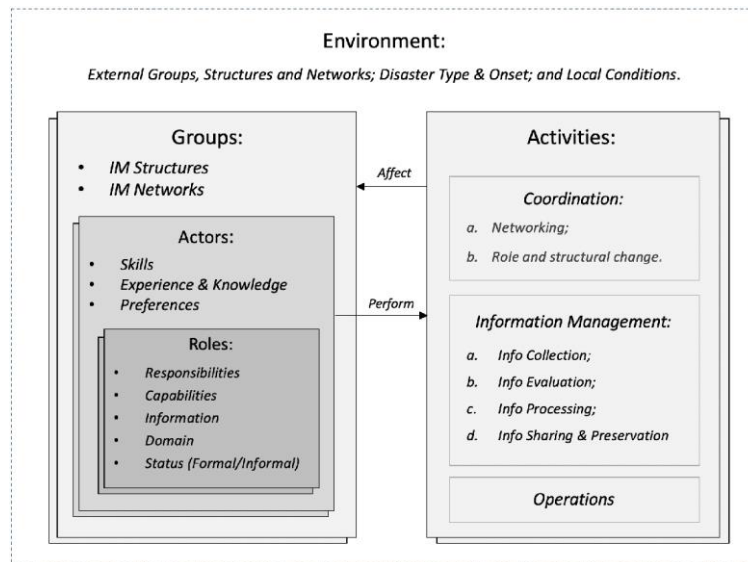 Environment:
External Groups, Structures and Networks; Disaster Type & Onset; and Local Conditions.
Groups:
• IM Structures
• IM Networks
Actors:
• Skills
• Experience & Knowledge
• Preferences
Roles:
• Responsibilities
• Capabilities
• Information
• Domain
• Status (Formal/Informal)
Affect
Perform
Activities:
Coordination:
a. Networking;
b. Role and structural change.
Information Management:
a. Info Collection;
b. Info Evaluation;
c. Info Processing;
d. Info Sharing & Preservation
Operations